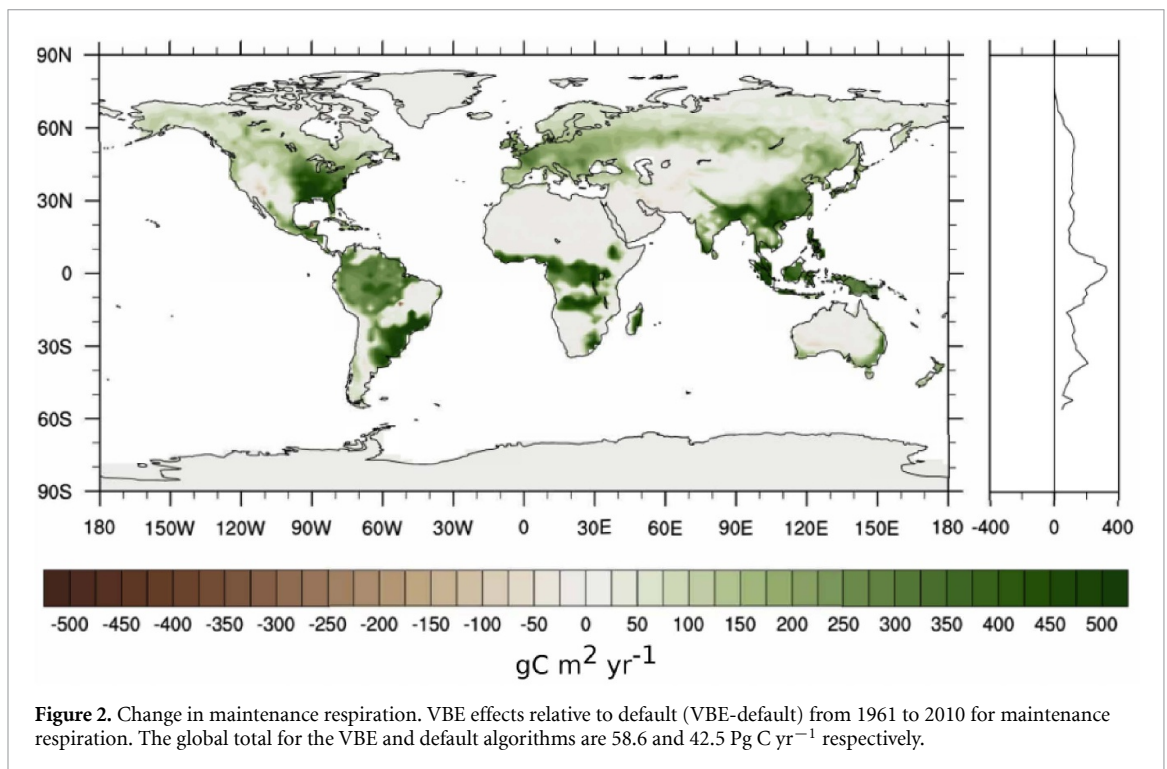 90N
60N
30N
0
30S
60S
90S
180 150W 120W 90W 60W 30W 0 30E 60E 90E 120E 150E 180 -400 0 400
-500 -450 -400 -350 -300 -250 -200 -150 -100 -50 0 50 100 150 200 250 300 350 400 450 500
gC m² yr⁻¹
Figure 2. Change in maintenance respiration. VBE effects relative to default (VBE-default) from 1961 to 2010 for maintenance
respiration. The global total for the VBE and default algorithms are 58.6 and 42.5 Pg C yr⁻¹ respectively.